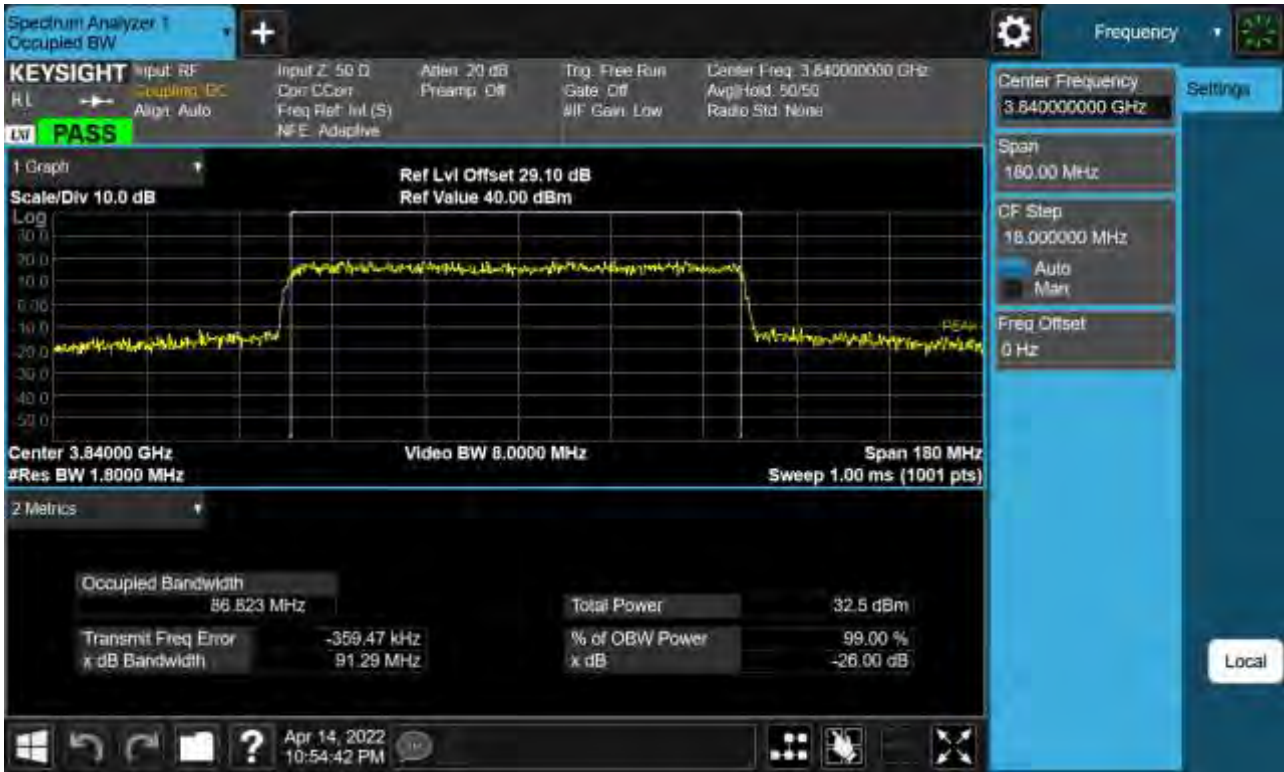 Spectrum Analyzer 1
Occupied BW
+
Frequency
KEYSIGHT
RL
PASS
Input: RF
Coupling: DC
Align: Auto
Input Z: 50 Ω
Corr CCorr
Freq Ref: Int (S)
NFE: Adaptive
Atten: 20 dB
Preamp: Off
Trig: Free Run
Gate: Off
#IF Gain: Low
Center Freq: 3.840000000 GHz
Avg|Hold: 50/50
Radio Std: None
1 Graph
Scale/Div 10.0 dB
Ref Lvl Offset 29.10 dB
Ref Value 40.00 dBm
Log
30.0
20.0
10.0
0.00
-10.0
-20.0
-30.0
-40.0
-50.0
PEAK
Center 3.84000 GHz
#Res BW 1.8000 MHz
Video BW 8.0000 MHz
Span 180 MHz
Sweep 1.00 ms (1001 pts)
2 Metrics
Occupied Bandwidth
86.823 MHz
Transmit Freq Error -359.47 kHz
x dB Bandwidth 91.29 MHz
Total Power 32.5 dBm
% of OBW Power 99.00 %
x dB -26.00 dB
Center Frequency
3.840000000 GHz
Settings
Span
180.00 MHz
CF Step
18.000000 MHz
Auto
Man
Freq Offset
0 Hz
Local
?
Apr 14, 2022
10:54:42 PM